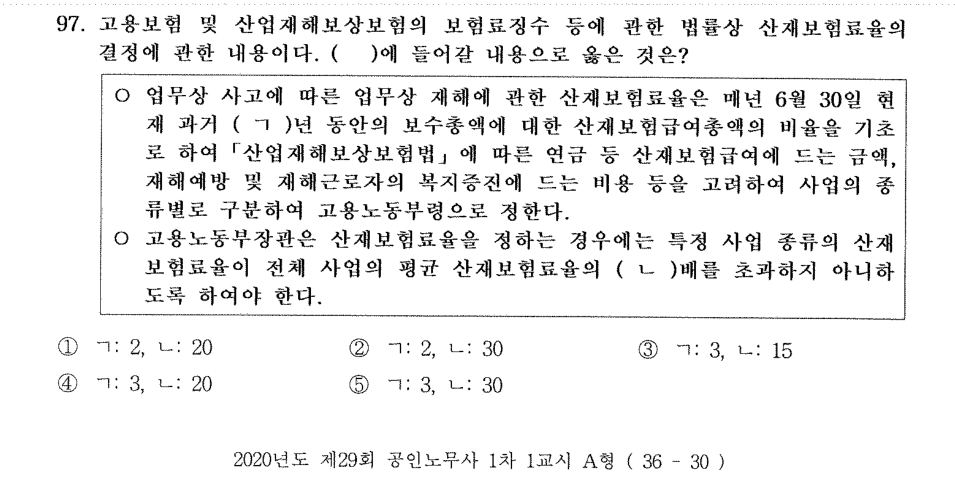 97. 고용보험 및 산업재해보상보험의 보험료징수 등에 관한 법률상 산재보험료율의
결정에 관한 내용이다. (   )에 들어갈 내용으로 옳은 것은?
○ 업무상 사고에 따른 업무상 재해에 관한 산재보험료율은 매년 6월 30일 현
재 과거 ( ㄱ )년 동안의 보수총액에 대한 산재보험급여총액의 비율을 기초
로 하여 「산업재해보상보험법」에 따른 연금 등 산재보험급여에 드는 금액,
재해예방 및 재해근로자의 복지증진에 드는 비용 등을 고려하여 사업의 종
류별로 구분하여 고용노동부령으로 정한다.
○ 고용노동부장관은 산재보험료율을 정하는 경우에는 특정 사업 종류의 산재
보험료율이 전체 사업의 평균 산재보험료율의 ( ㄴ )배를 초과하지 아니하
도록 하여야 한다.
① ㄱ: 2, ㄴ: 20 ② ㄱ: 2, ㄴ: 30 ③ ㄱ: 3, ㄴ: 15
④ ㄱ: 3, ㄴ: 20 ⑤ ㄱ: 3, ㄴ: 30
2020년도 제29회 공인노무사 1차 1교시 A형 ( 36 - 30 )